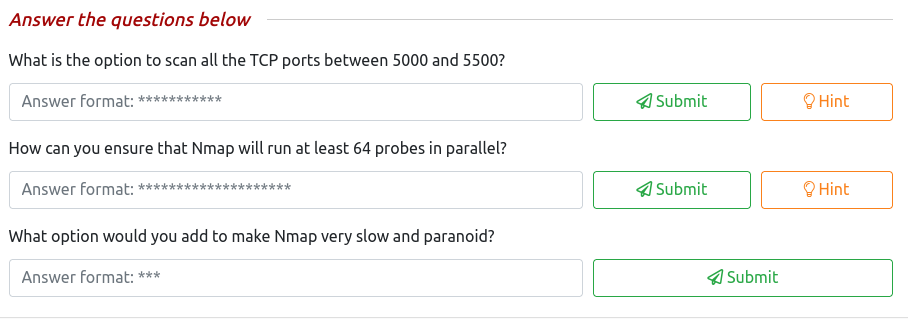 Answer the questions below
What is the option to scan all the TCP ports between 5000 and 5500?
Answer format: *********** Submit Hint
How can you ensure that Nmap will run at least 64 probes in parallel?
Answer format: ******************** Submit Hint
What option would you add to make Nmap very slow and paranoid?
Answer format: *** Submit